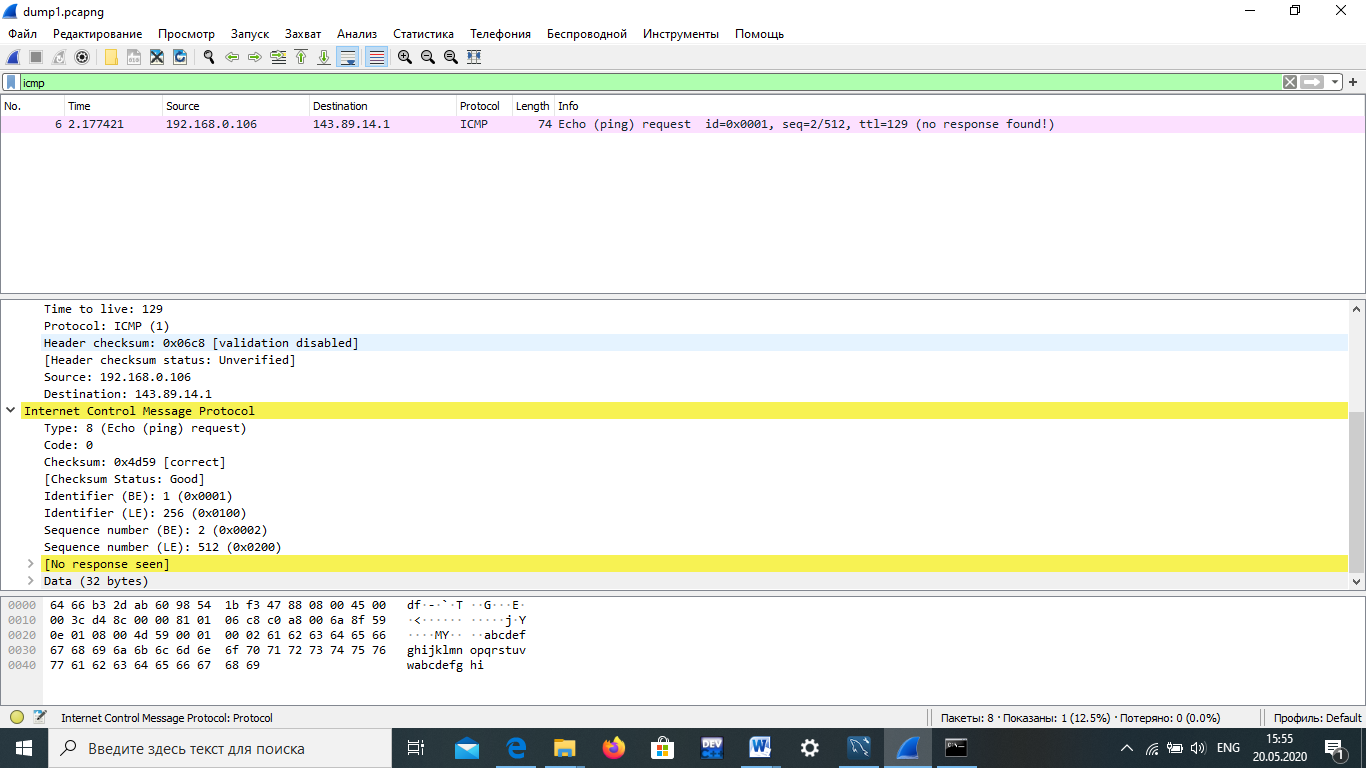 dump1.pcapng
Файл Редактирование Просмотр Запуск Захват Анализ Статистика Телефония Беспроводной Инструменты Помощь
icmp
No. Time Source Destination Protocol Length Info
6 2.177421 192.168.0.106 143.89.14.1 ICMP 74 Echo (ping) request id=0x0001, seq=2/512, ttl=129 (no response found!)
Time to live: 129
Protocol: ICMP (1)
Header checksum: 0x06c8 [validation disabled]
[Header checksum status: Unverified]
Source: 192.168.0.106
Destination: 143.89.14.1
Internet Control Message Protocol
Type: 8 (Echo (ping) request)
Code: 0
Checksum: 0x4d59 [correct]
[Checksum Status: Good]
Identifier (BE): 1 (0x0001)
Identifier (LE): 256 (0x0100)
Sequence number (BE): 2 (0x0002)
Sequence number (LE): 512 (0x0200)
[No response seen]
Data (32 bytes)
0000 64 66 b3 2d ab 60 98 54 1b f3 47 88 08 00 45 00 df·-·`·T ··G···E·
0010 00 3c d4 8c 00 00 81 01 06 c8 c0 a8 00 6a 8f 59 ·<······ ·····j·Y
0020 0e 01 08 00 4d 59 00 01 00 02 61 62 63 64 65 66 ····MY·· ··abcdef
0030 67 68 69 6a 6b 6c 6d 6e 6f 70 71 72 73 74 75 76 ghijklmn opqrstuv
0040 77 61 62 63 64 65 66 67 68 69 wabcdefg hi
Internet Control Message Protocol: Protocol Пакеты: 8 · Показаны: 1 (12.5%) · Потеряно: 0 (0.0%) Профиль: Default
Введите здесь текст для поиска
DEV
ENG
15:55
20.05.2020
1